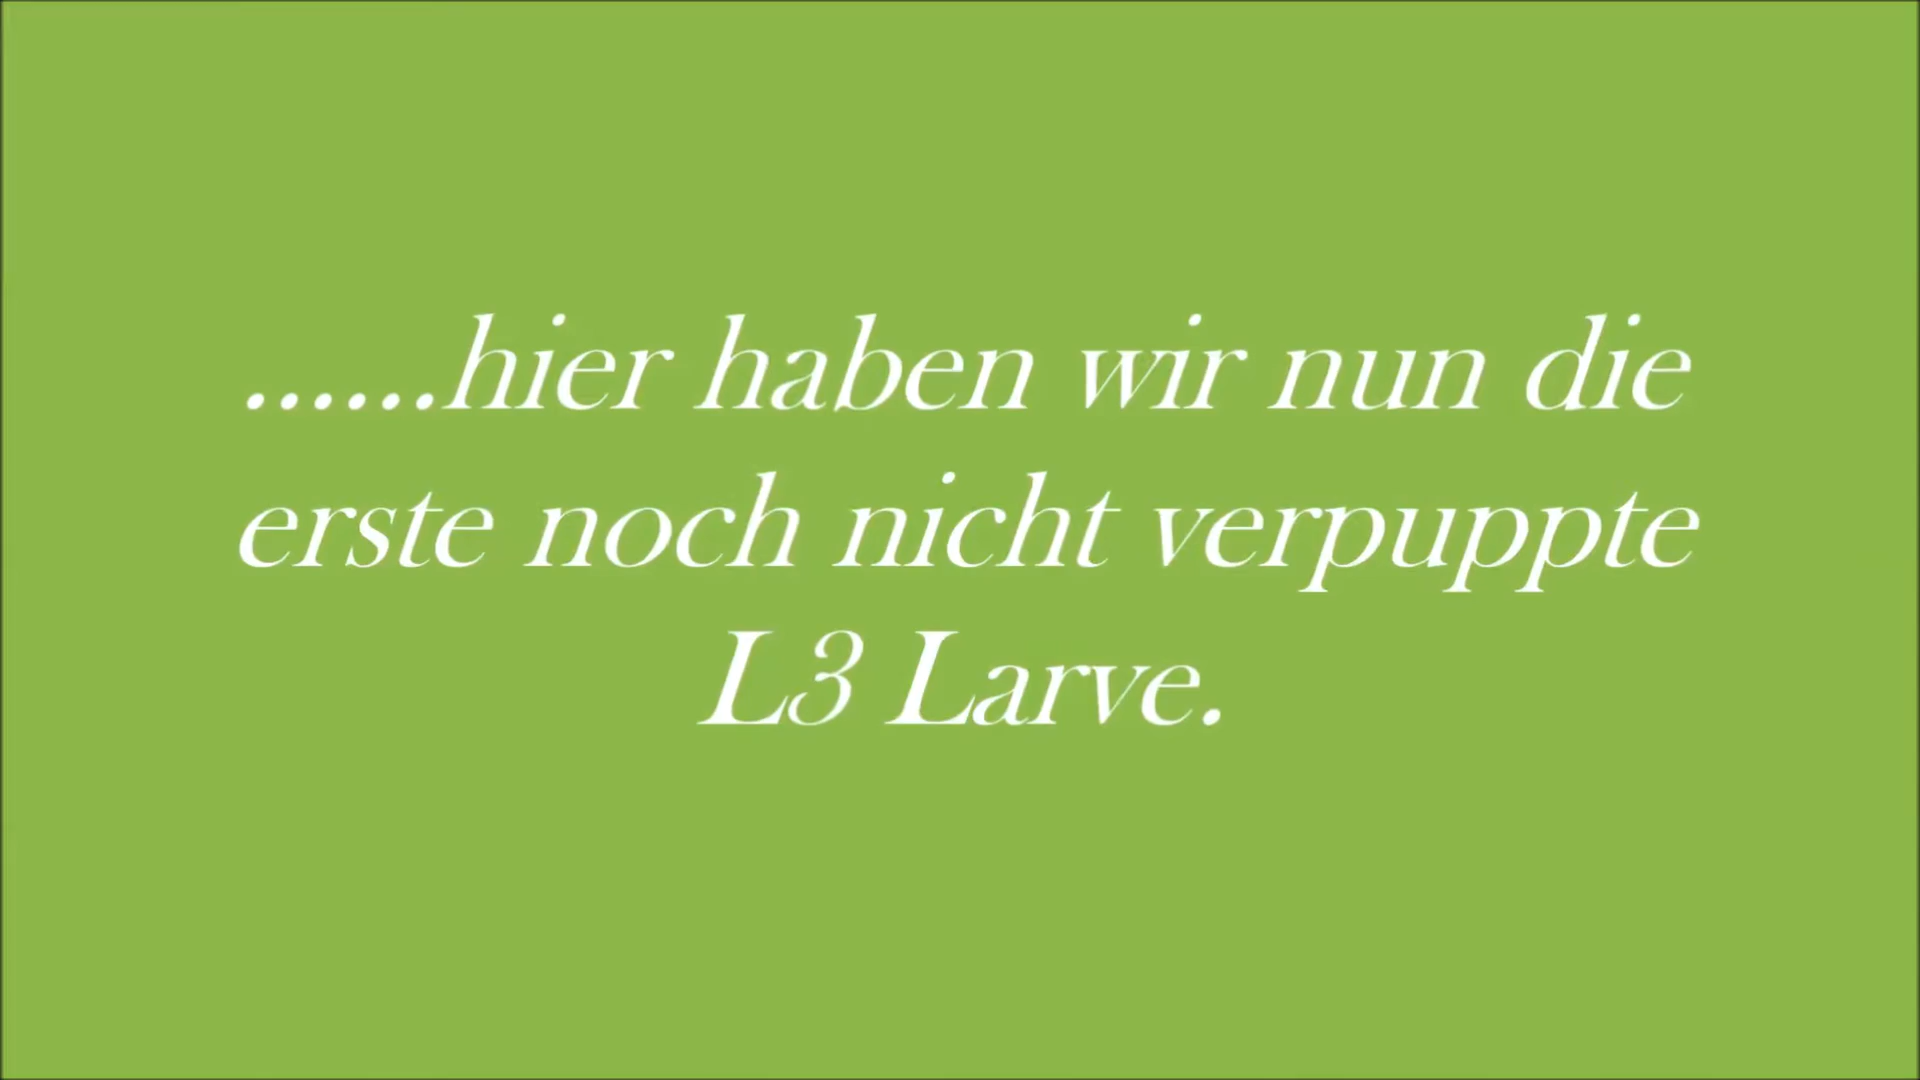 ......hier haben wir nun die
erste noch nicht verpuppte
L3 Larve.